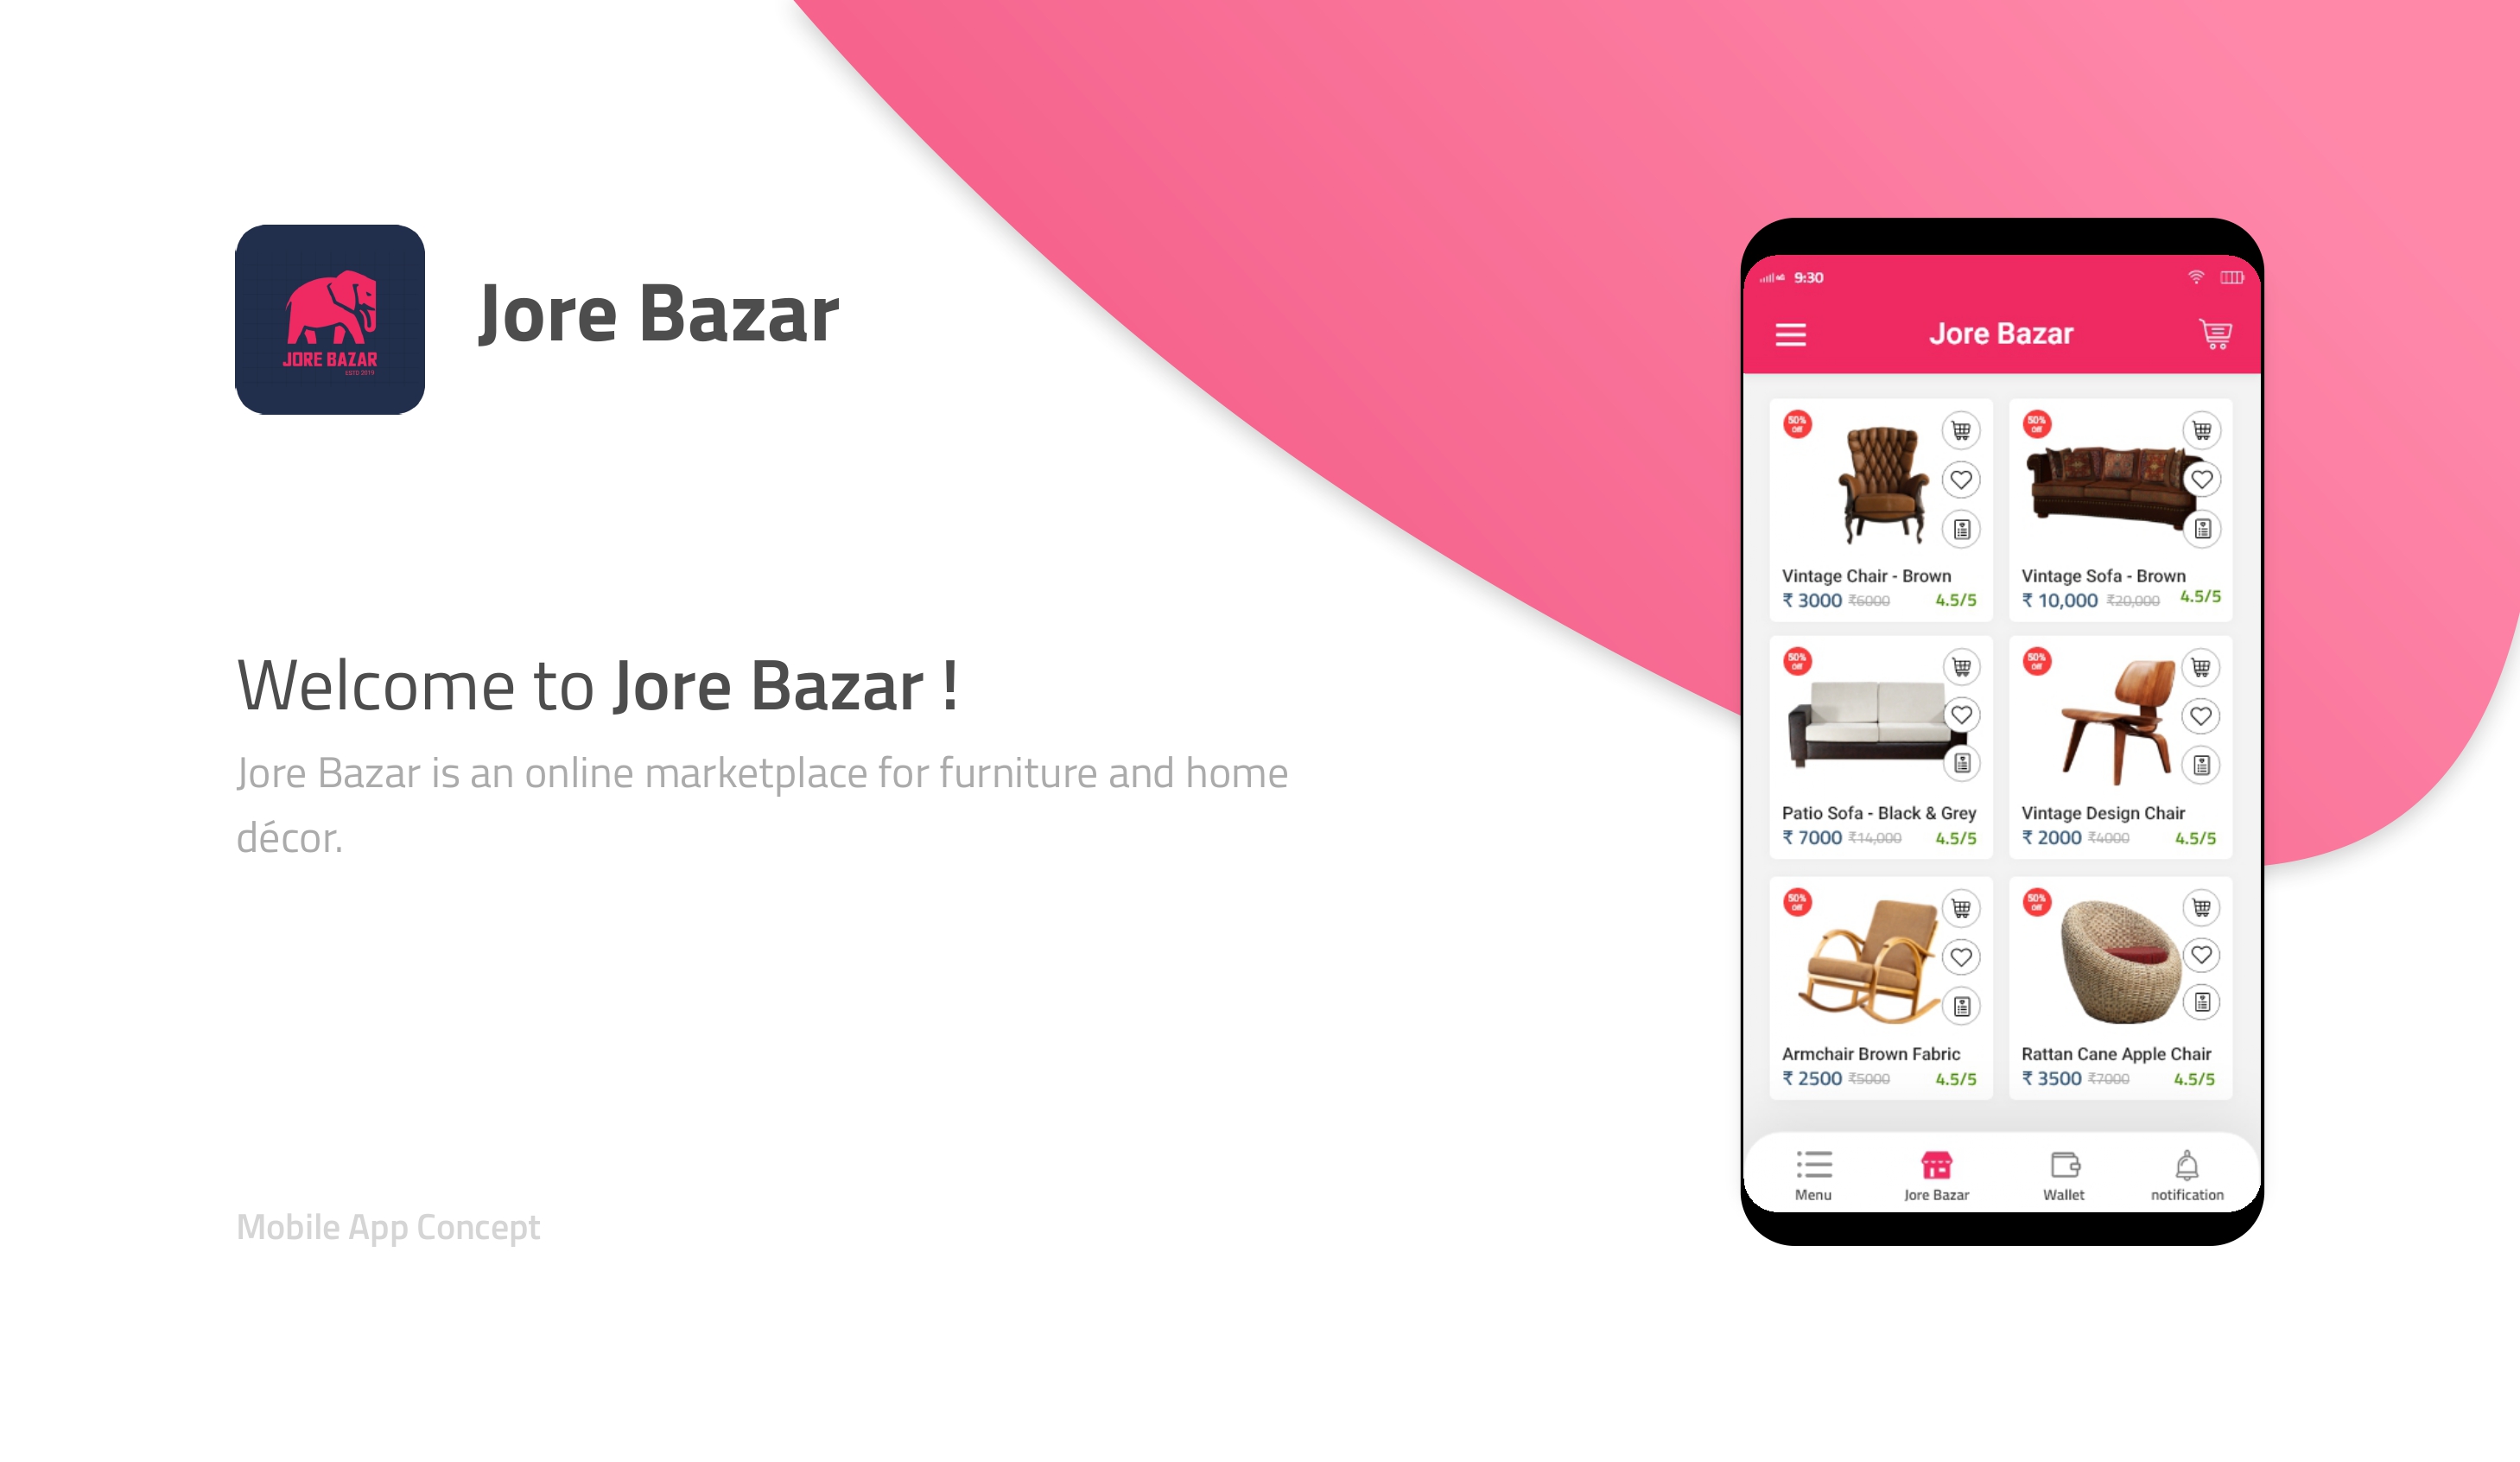 JORE BAZAR
ESTD 2019
Jore Bazar
Welcome to Jore Bazar !
Jore Bazar is an online marketplace for furniture and home
décor.
Mobile App Concept
4G 9:30
Jore Bazar
50%
Off
Vintage Chair - Brown
₹ 3000 ₹6000 4.5/5
50%
Off
Vintage Sofa - Brown
₹ 10,000 ₹20,000 4.5/5
50%
Off
Patio Sofa - Black & Grey
₹ 7000 ₹14,000 4.5/5
50%
Off
Vintage Design Chair
₹ 2000 ₹4000 4.5/5
50%
Off
Armchair Brown Fabric
₹ 2500 ₹5000 4.5/5
50%
Off
Rattan Cane Apple Chair
₹ 3500 ₹7000 4.5/5
Menu
Jore Bazar
Wallet
notification